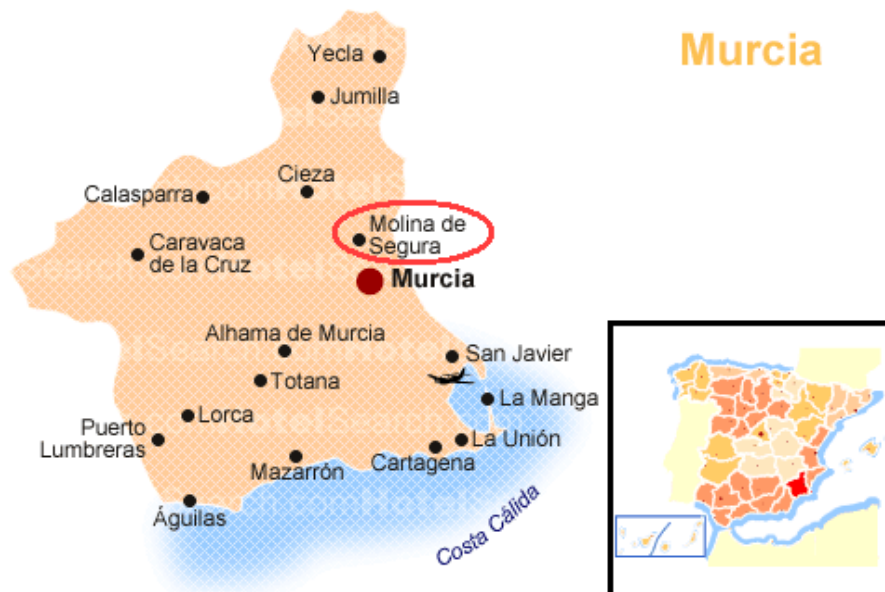 Murcia
Yecla
Jumilla
Cieza
Calasparra
Molina de
Segura
Caravaca
de la Cruz
Murcia
Alhama de Murcia
San Javier
Totana
La Manga
Lorca
Puerto
Lumbreras
La Unión
Cartagena
Mazarrón
Águilas
Costa Cálida